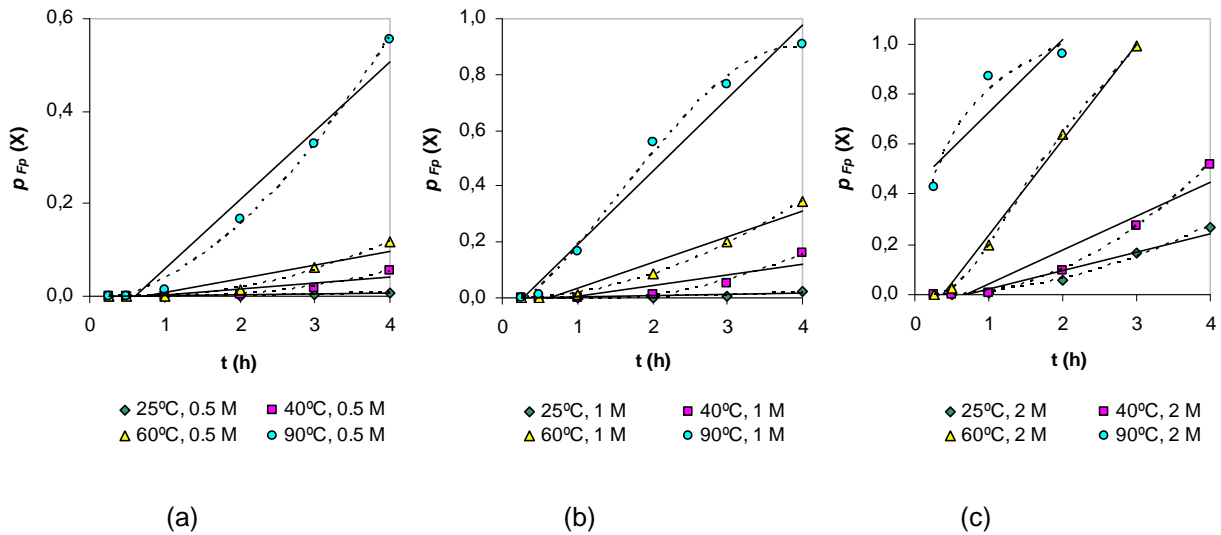 0,6
0,4
0,2
0,0
0 1 2 3 4
p Fp (X)
t (h)
25ºC, 0.5 M 40ºC, 0.5 M
60ºC, 0.5 M 90ºC, 0.5 M
(a)
1,0
0,8
0,6
0,4
0,2
0,0
0 1 2 3 4
p Fp (X)
t (h)
25ºC, 1 M 40ºC, 1 M
60ºC, 1 M 90ºC, 1 M
(b)
1,0
0,8
0,6
0,4
0,2
0,0
0 1 2 3 4
p Fp (X)
t (h)
25ºC, 2 M 40ºC, 2 M
60ºC, 2 M 90ºC, 2 M
(c)